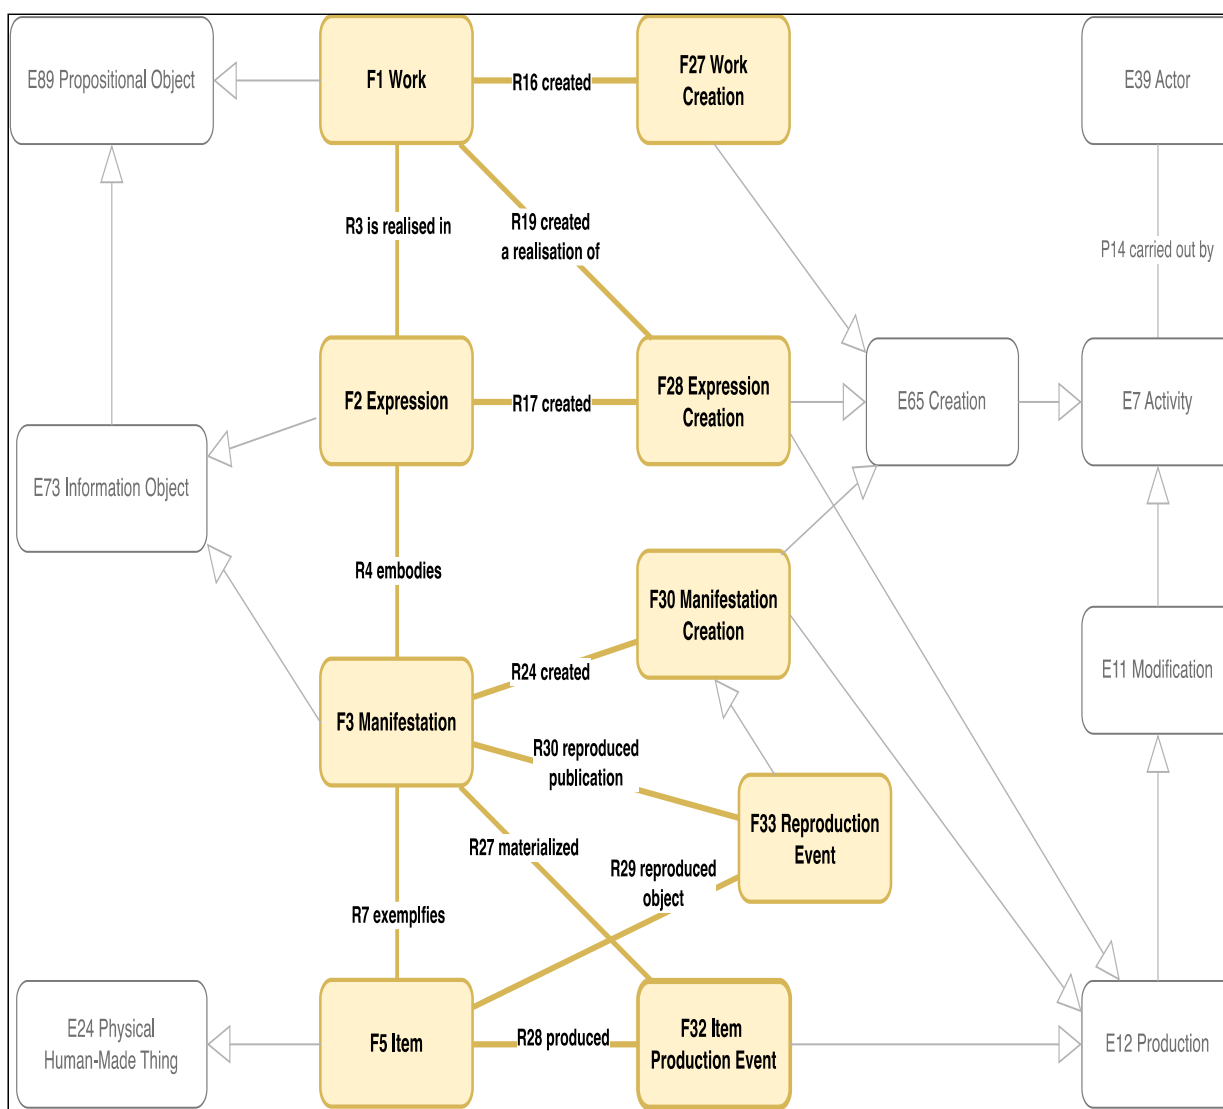 E89 Propositional Object
F1 Work
R16 created
F27 Work
Creation
E39 Actor
R3 is realised in
R19 created
a realisation of
P14 carried out by
F2 Expression
R17 created
F28 Expression
Creation
E65 Creation
E7 Activity
E73 Information Object
R4 embodies
F30 Manifestation
Creation
R24 created
E11 Modification
F3 Manifestation
R30 reproduced
publication
F33 Reproduction
Event
R27 materialized
R29 reproduced
object
R7 exemplfies
E24 Physical
Human-Made Thing
F5 Item
R28 produced
F32 Item
Production Event
E12 Production